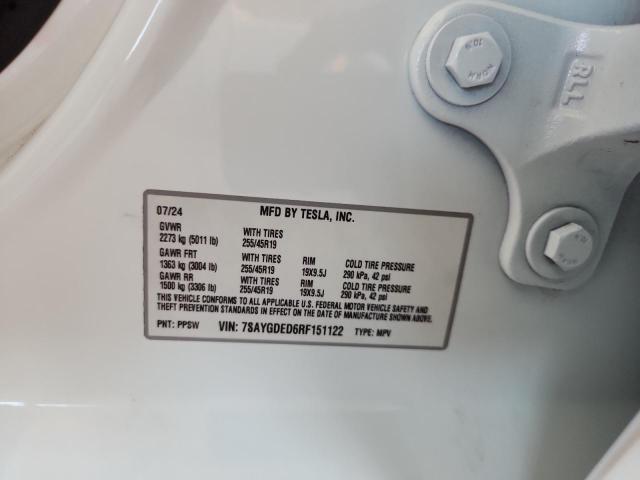 07/24 MFD BY TESLA, INC.
GVWR WITH TIRES
2273 kg (5011 lb) 255/45R19
GAWR FRT WITH TIRES RIM COLD TIRE PRESSURE
1363 kg (3004 lb) 255/45R19 19X9.5J 290 kPa, 42 psi
GAWR RR WITH TIRES RIM COLD TIRE PRESSURE
1500 kg (3306 lb) 255/45R19 19X9.5J 290 kPa, 42 psi
THIS VEHICLE CONFORMS TO ALL APPLICABLE U.S. FEDERAL MOTOR VEHICLE SAFETY AND
THEFT PREVENTION STANDARDS IN EFFECT ON THE DATE OF MANUFACTURE SHOWN ABOVE.
PNT: PPSW VIN: 7SAYGDED6RF151122 TYPE: MPV
RLL
10.9